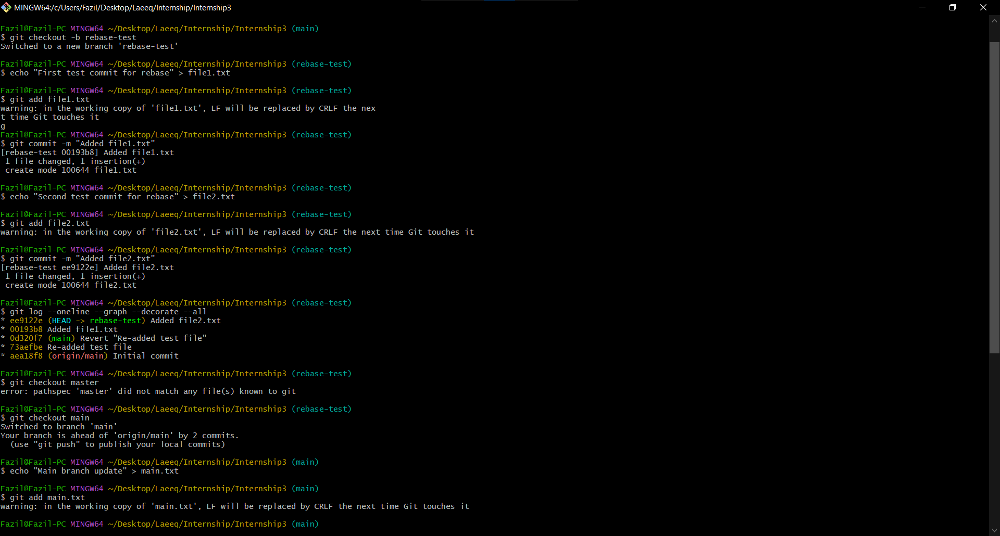 MINGW64:/c/Users/Fazil/Desktop/Laeeq/Internship/Internship3
Fazil@Fazil-PC MINGW64 ~/Desktop/Laeeq/Internship/Internship3 (main)
$ git checkout -b rebase-test
Switched to a new branch 'rebase-test'
Fazil@Fazil-PC MINGW64 ~/Desktop/Laeeq/Internship/Internship3 (rebase-test)
$ echo "First test commit for rebase" > file1.txt
Fazil@Fazil-PC MINGW64 ~/Desktop/Laeeq/Internship/Internship3 (rebase-test)
$ git add file1.txt
warning: in the working copy of 'file1.txt', LF will be replaced by CRLF the nex
t time Git touches it
g
Fazil@Fazil-PC MINGW64 ~/Desktop/Laeeq/Internship/Internship3 (rebase-test)
$ git commit -m "Added file1.txt"
[rebase-test 00193b8] Added file1.txt
 1 file changed, 1 insertion(+)
 create mode 100644 file1.txt
Fazil@Fazil-PC MINGW64 ~/Desktop/Laeeq/Internship/Internship3 (rebase-test)
$ echo "Second test commit for rebase" > file2.txt
Fazil@Fazil-PC MINGW64 ~/Desktop/Laeeq/Internship/Internship3 (rebase-test)
$ git add file2.txt
warning: in the working copy of 'file2.txt', LF will be replaced by CRLF the next time Git touches it
Fazil@Fazil-PC MINGW64 ~/Desktop/Laeeq/Internship/Internship3 (rebase-test)
$ git commit -m "Added file2.txt"
[rebase-test ee9122e] Added file2.txt
 1 file changed, 1 insertion(+)
 create mode 100644 file2.txt
Fazil@Fazil-PC MINGW64 ~/Desktop/Laeeq/Internship/Internship3 (rebase-test)
$ git log --oneline --graph --decorate --all
* ee9122e (HEAD -> rebase-test) Added file2.txt
* 00193b8 Added file1.txt
* 0d320f7 (main) Revert "Re-added test file"
* 73aefbe Re-added test file
* aea18f8 (origin/main) Initial commit
Fazil@Fazil-PC MINGW64 ~/Desktop/Laeeq/Internship/Internship3 (rebase-test)
$ git checkout master
error: pathspec 'master' did not match any file(s) known to git
Fazil@Fazil-PC MINGW64 ~/Desktop/Laeeq/Internship/Internship3 (rebase-test)
$ git checkout main
Switched to branch 'main'
Your branch is ahead of 'origin/main' by 2 commits.
  (use "git push" to publish your local commits)
Fazil@Fazil-PC MINGW64 ~/Desktop/Laeeq/Internship/Internship3 (main)
$ echo "Main branch update" > main.txt
Fazil@Fazil-PC MINGW64 ~/Desktop/Laeeq/Internship/Internship3 (main)
$ git add main.txt
warning: in the working copy of 'main.txt', LF will be replaced by CRLF the next time Git touches it
Fazil@Fazil-PC MINGW64 ~/Desktop/Laeeq/Internship/Internship3 (main)